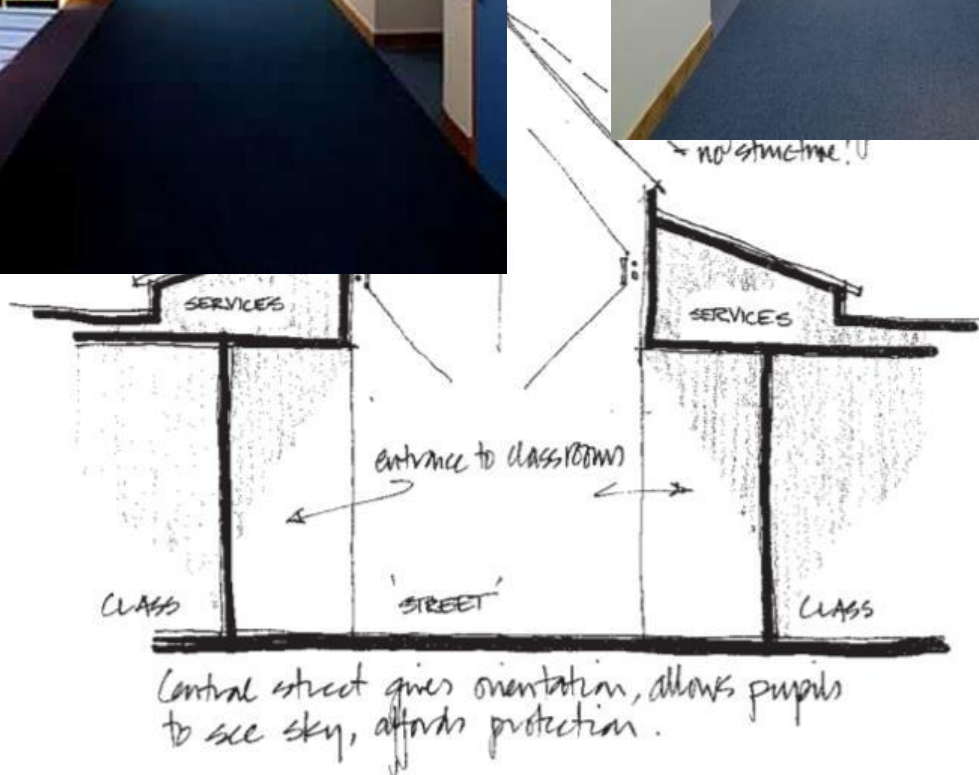 no structure!
SERVICES
SERVICES
entrance to classrooms
CLASS
'STREET'
CLASS
Central street gives orientation, allows pupils
to see sky, affords protection.